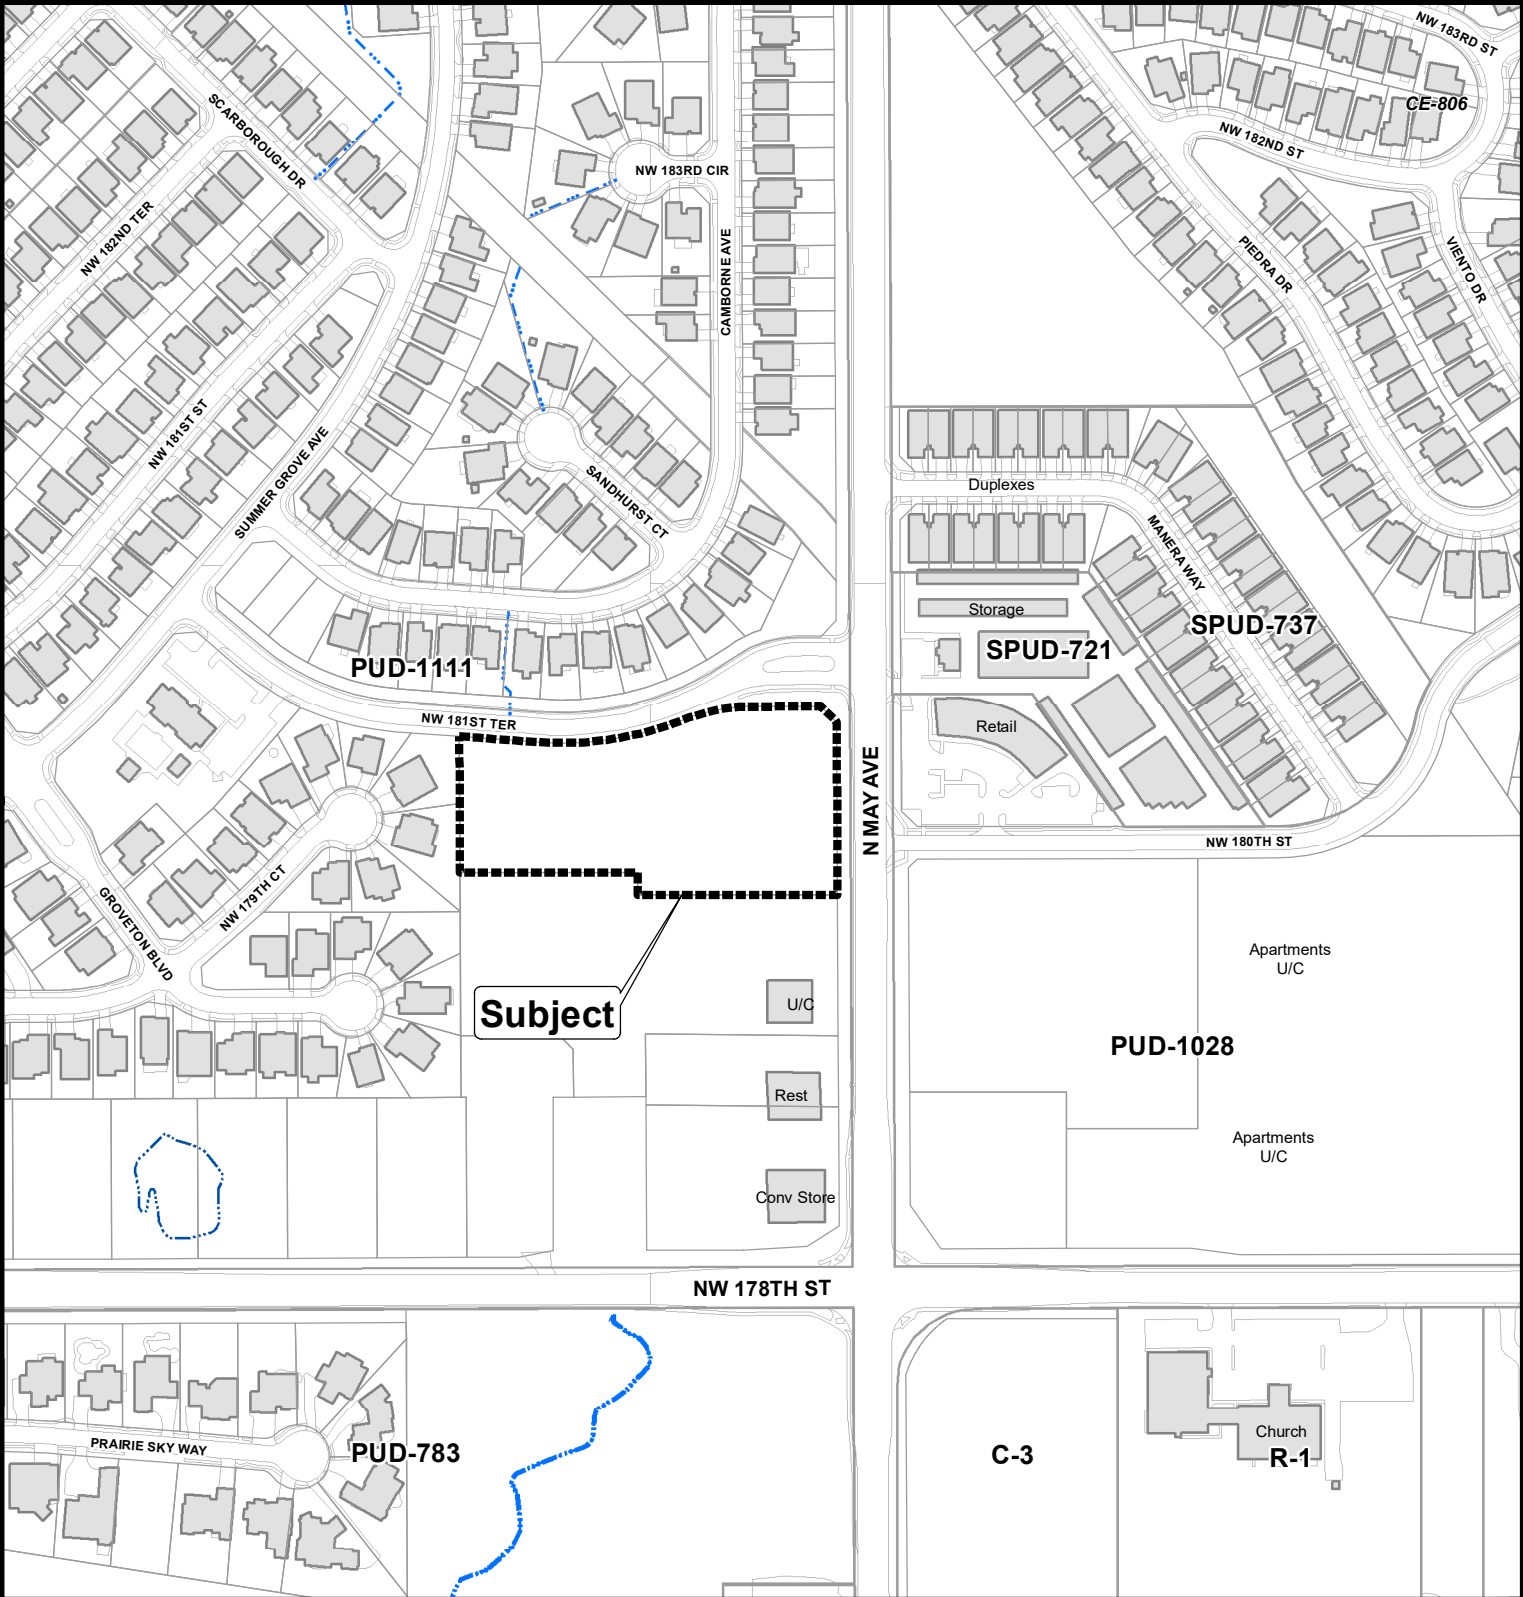 NW 183RD ST
CE-806
SCARBOROUGH DR
NW 182ND ST
NW 183RD CIR
NW 182ND TER
CAMBORNE AVE
PIEDRA DR
VIENTO DR
NW 181ST ST
SUMMER GROVE AVE
SANDHURST CT
Duplexes
MANERA WAY
Storage
SPUD-737
SPUD-721
PUD-1111
NW 181ST TER
Retail
N MAY AVE
NW 180TH ST
GROVETON BLVD
NW 179TH CT
Apartments
U/C
Subject
U/C
PUD-1028
Rest
Apartments
U/C
Conv Store
NW 178TH ST
PRAIRIE SKY WAY
PUD-783
C-3
Church
R-1